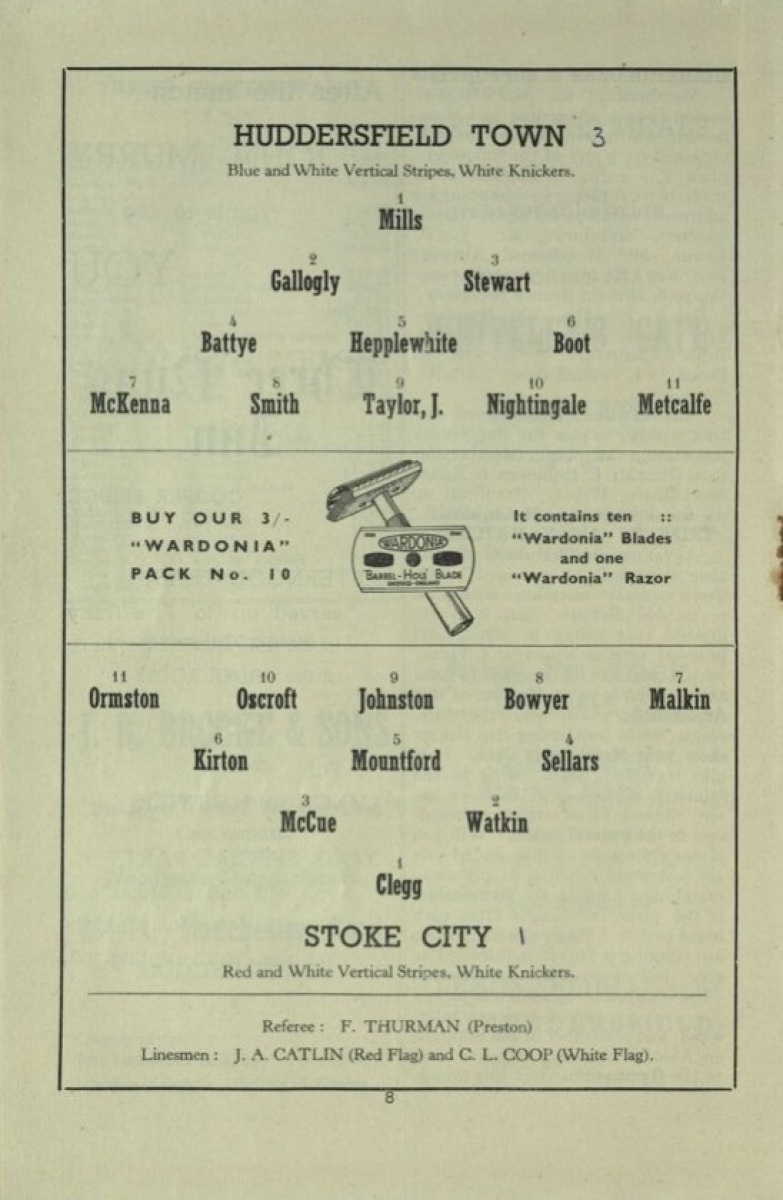 HUDDERSFIELD TOWN 3
Blue and White Vertical Stripes, White Knickers.
1
Mills
2 3
Gallogly Stewart
4 5 6
Battye Hepplewhite Boot
7 8 9 10 11
McKenna Smith Taylor, J. Nightingale Metcalfe
BUY OUR 3/-
"WARDONIA"
PACK No. 10
WARDONIA
"BARREL-HOLE" BLADE
It contains ten ::
"Wardonia" Blades
and one
"Wardonia" Razor
11 10 9 8 7
Ormston Oscroft Johnston Bowyer Malkin
6 5 4
Kirton Mountford Sellars
3 2
McCue Watkin
1
Clegg
STOKE CITY 1
Red and White Vertical Stripes, White Knickers.
Referee : F. THURMAN (Preston)
Linesmen : J. A. CATLIN (Red Flag) and C. L. COOP (White Flag).
8